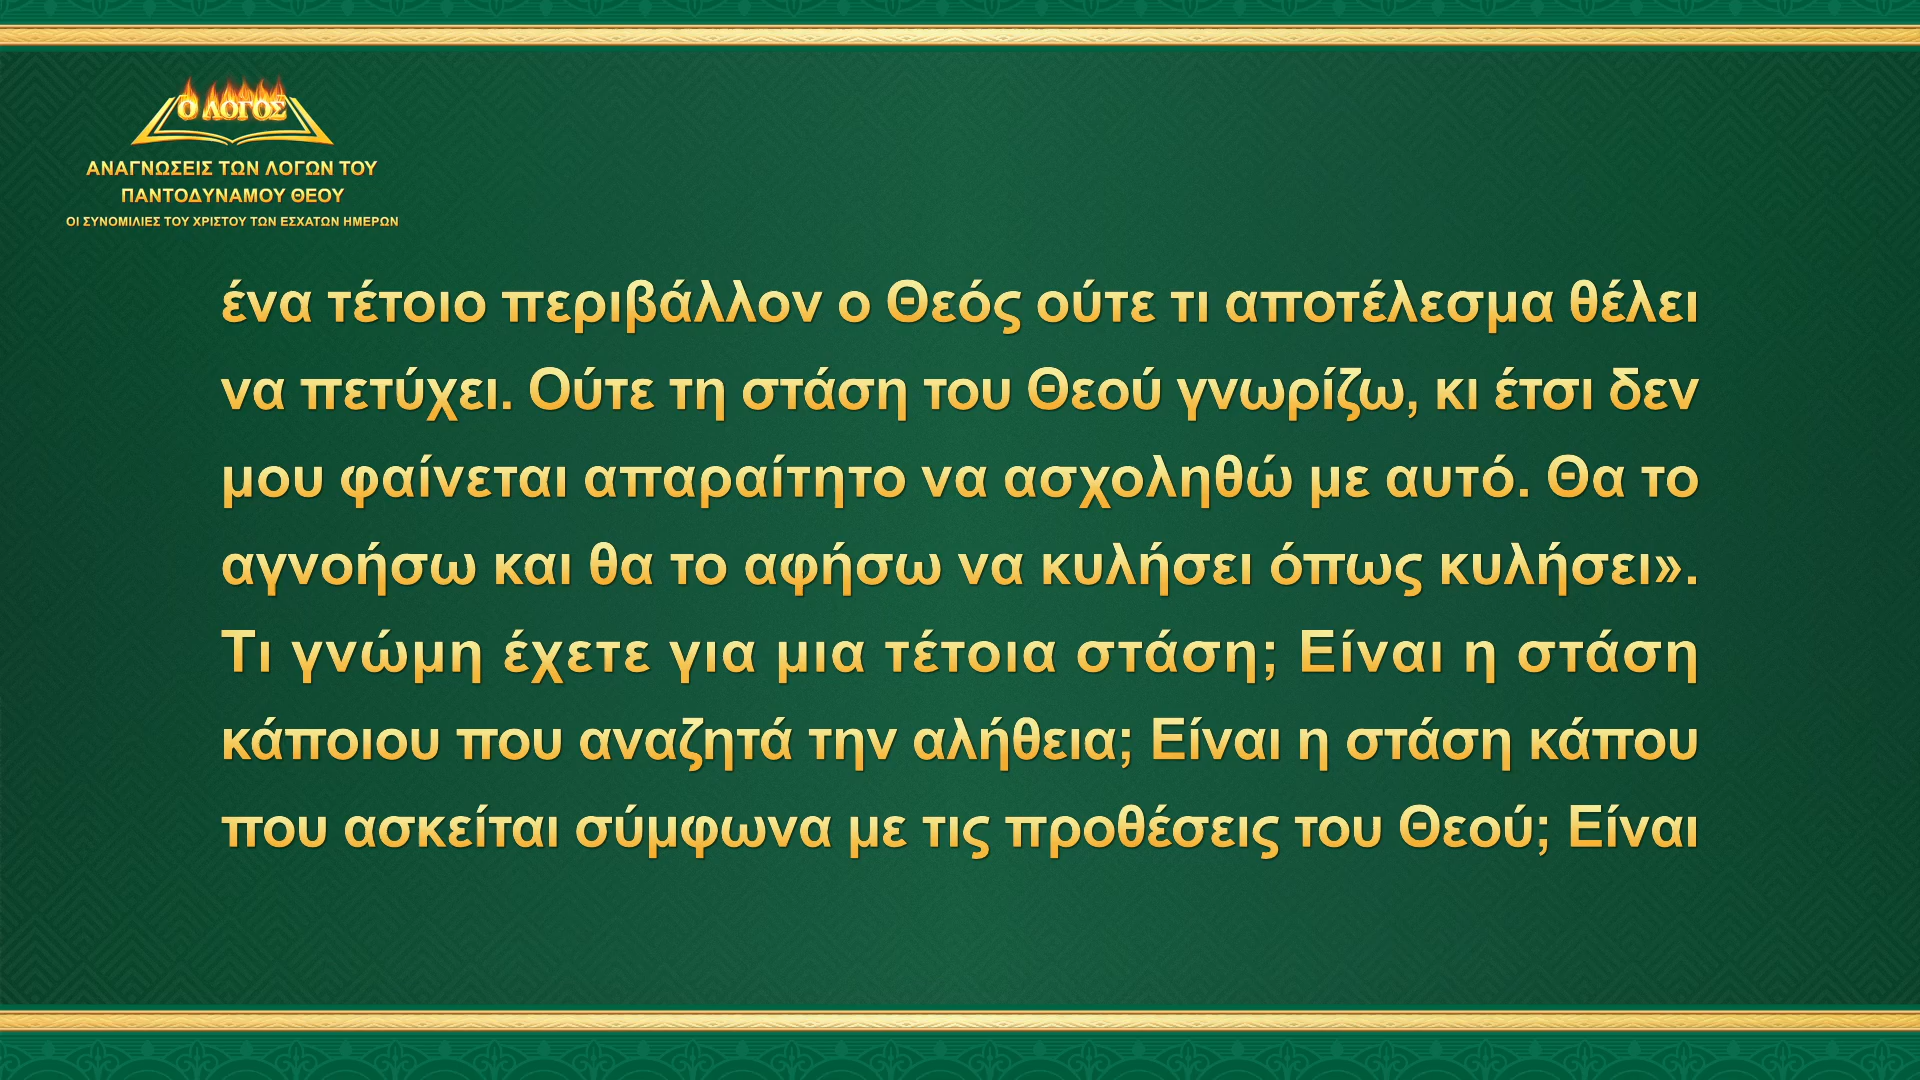 Ο ΛΟΓΟΣ
ΑΝΑΓΝΩΣΕΙΣ ΤΩΝ ΛΟΓΩΝ ΤΟΥ
ΠΑΝΤΟΔΥΝΑΜΟΥ ΘΕΟΥ
ΟΙ ΣΥΝΟΜΙΛΙΕΣ ΤΟΥ ΧΡΙΣΤΟΥ ΤΩΝ ΕΣΧΑΤΩΝ ΗΜΕΡΩΝ
ένα τέτοιο περιβάλλον ο Θεός ούτε τι αποτέλεσμα θέλει
να πετύχει. Ούτε τη στάση του Θεού γνωρίζω, κι έτσι δεν
μου φαίνεται απαραίτητο να ασχοληθώ με αυτό. Θα το
αγνοήσω και θα το αφήσω να κυλήσει όπως κυλήσει».
Τι γνώμη έχετε για μια τέτοια στάση; Είναι η στάση
κάποιου που αναζητά την αλήθεια; Είναι η στάση κάπου
που ασκείται σύμφωνα με τις προθέσεις του Θεού; Είναι